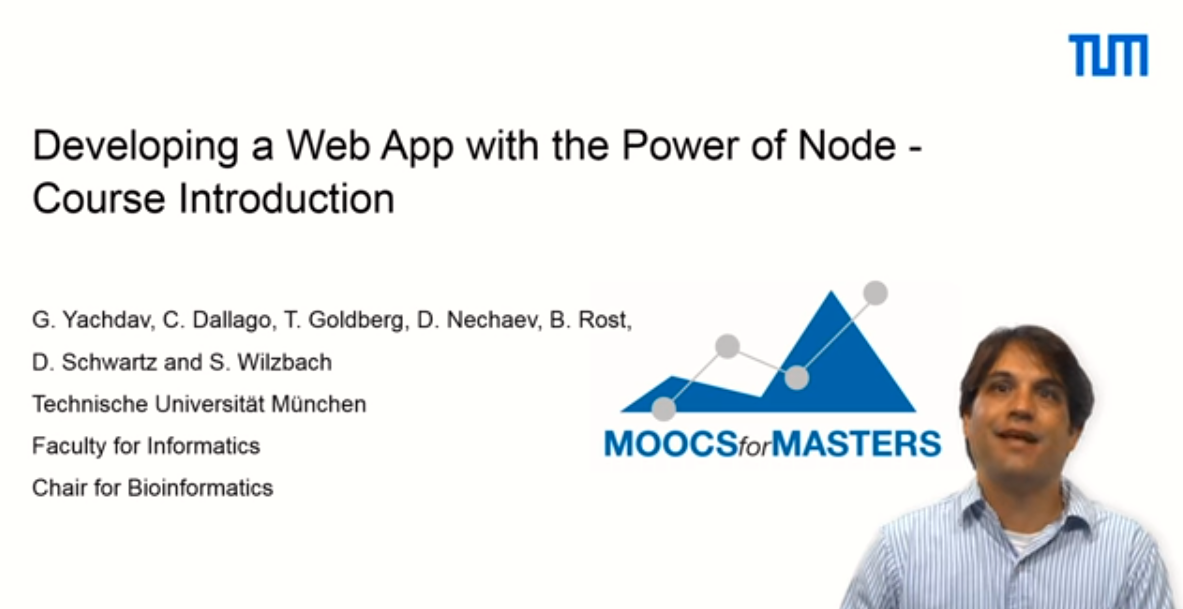 TUM
Developing a Web App with the Power of Node -
Course Introduction
G. Yachdav, C. Dallago, T. Goldberg, D. Nechaev, B. Rost,
D. Schwartz and S. Wilzbach
Technische Universität München
Faculty for Informatics
Chair for Bioinformatics
MOOCSforMASTERS